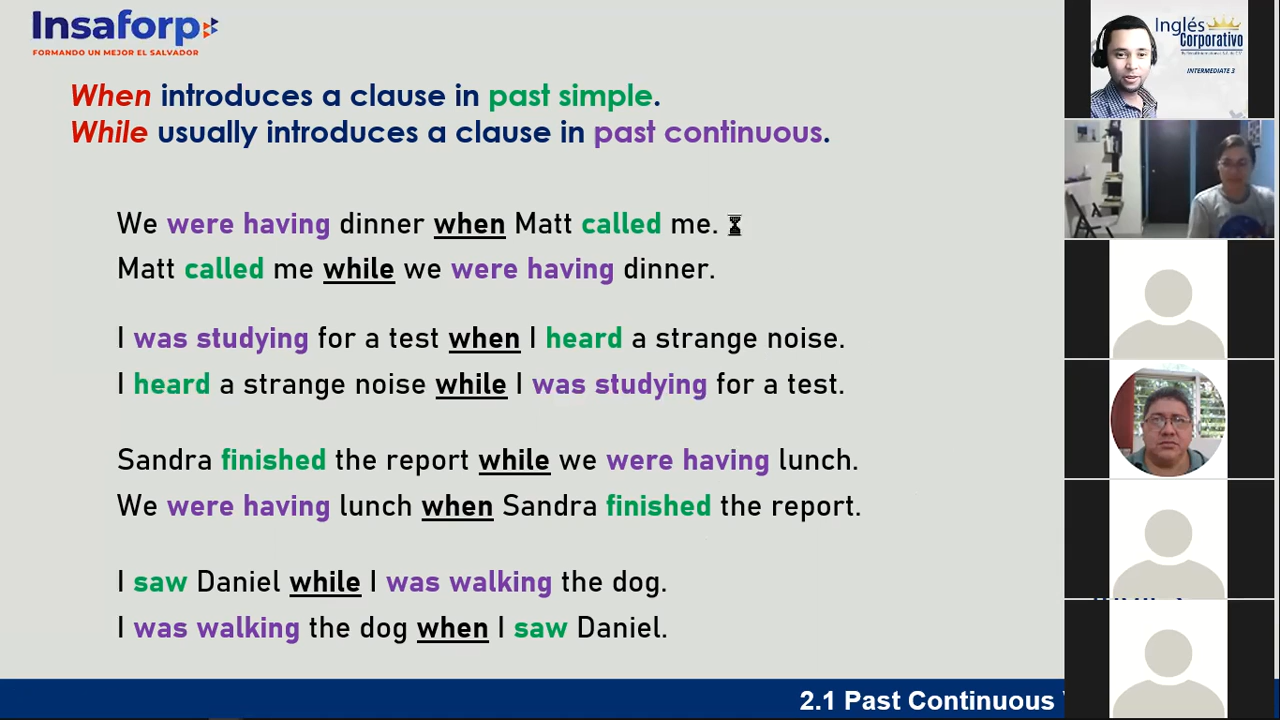 Insaforp
FORMANDO UN MEJOR EL SALVADOR
When introduces a clause in past simple.
While usually introduces a clause in past continuous.
We were having dinner when Matt called me.
Matt called me while we were having dinner.
I was studying for a test when I heard a strange noise.
I heard a strange noise while I was studying for a test.
Sandra finished the report while we were having lunch.
We were having lunch when Sandra finished the report.
I saw Daniel while I was walking the dog.
I was walking the dog when I saw Daniel.
2.1 Past Continuous
Inglés
Corporativo
INTERMEDIATE 3